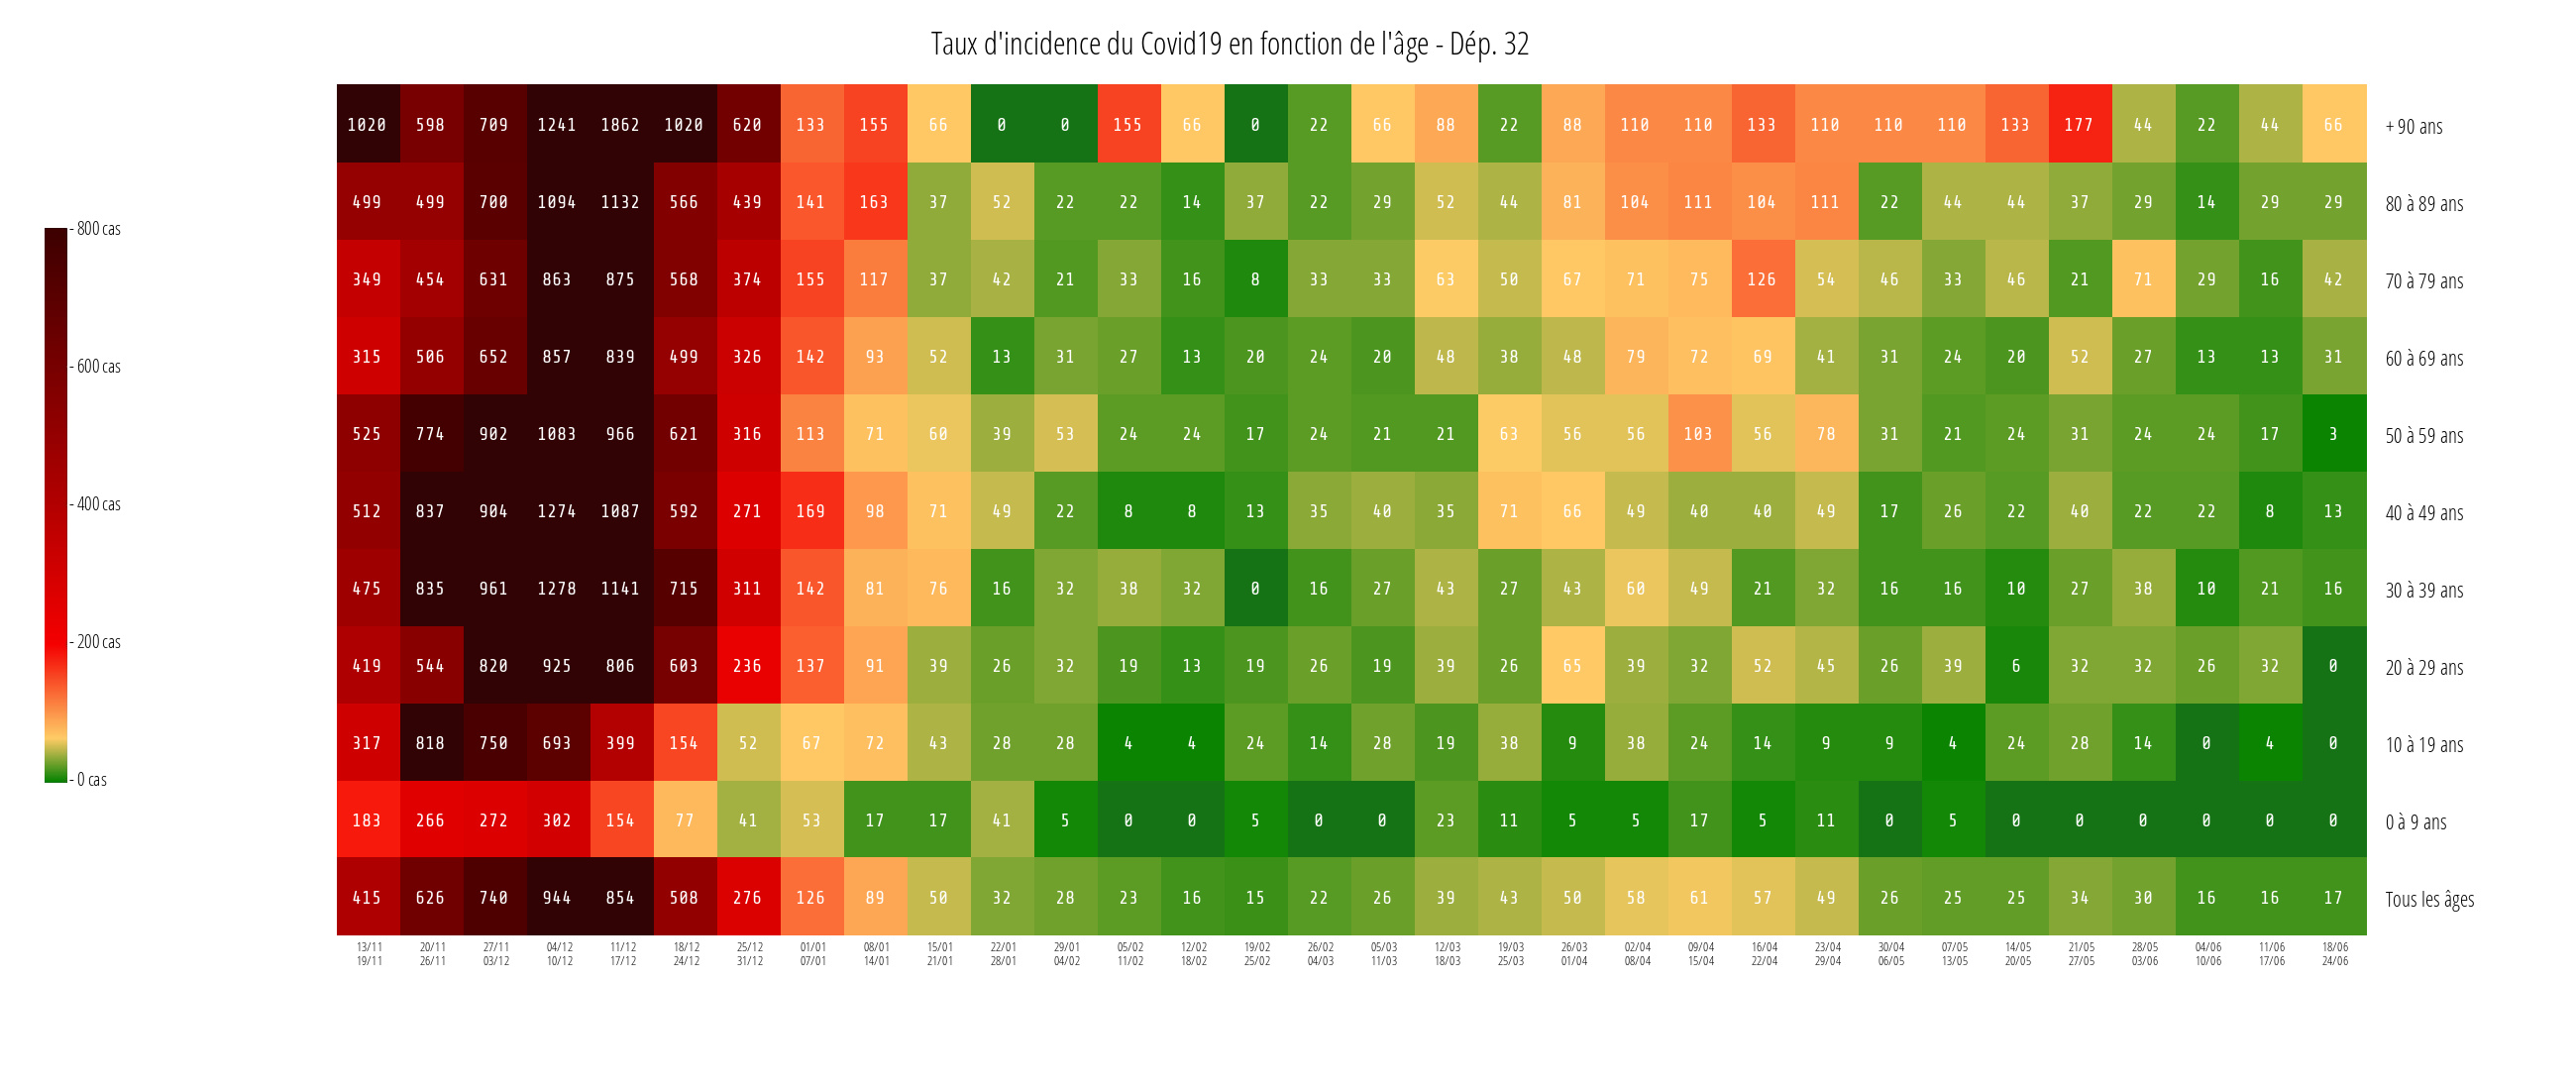 Taux d'incidence du Covid19 en fonction de l'âge - Dép. 32
- 800 cas
- 600 cas
- 400 cas
- 200 cas
- 0 cas
1020 598 709 1241 1862 1020 620 133 155 66 0 0 155 66 0 22 66 88 22 88 110 110 133 110 110 110 133 177 44 22 44 66 + 90 ans
499 499 700 1094 1132 566 439 141 163 37 52 22 22 14 37 22 29 52 44 81 104 111 104 111 22 44 44 37 29 14 29 29 80 à 89 ans
349 454 631 863 875 568 374 155 117 37 42 21 33 16 8 33 33 63 50 67 71 75 126 54 46 33 46 21 71 29 16 42 70 à 79 ans
315 506 652 857 839 499 326 142 93 52 13 31 27 13 20 24 20 48 38 48 79 72 69 41 31 24 20 52 27 13 13 31 60 à 69 ans
525 774 902 1083 966 621 316 113 71 60 39 53 24 24 17 24 21 21 63 56 56 103 56 78 31 21 24 31 24 24 17 3 50 à 59 ans
512 837 904 1274 1087 592 271 169 98 71 49 22 8 8 13 35 40 35 71 66 49 40 40 49 17 26 22 40 22 22 8 13 40 à 49 ans
475 835 961 1278 1141 715 311 142 81 76 16 32 38 32 0 16 27 43 27 43 60 49 21 32 16 16 10 27 38 10 21 16 30 à 39 ans
419 544 820 925 806 603 236 137 91 39 26 32 19 13 19 26 19 39 26 65 39 32 52 45 26 39 6 32 32 26 32 0 20 à 29 ans
317 818 750 693 399 154 52 67 72 43 28 28 4 4 24 14 28 19 38 9 38 24 14 9 9 4 24 28 14 0 4 0 10 à 19 ans
183 266 272 302 154 77 41 53 17 17 41 5 0 0 5 0 0 23 11 5 5 17 5 11 0 5 0 0 0 0 0 0 0 à 9 ans
415 626 740 944 854 508 276 126 89 50 32 28 23 16 15 22 26 39 43 50 58 61 57 49 26 25 25 34 30 16 16 17 Tous les âges
13/11 20/11 27/11 04/12 11/12 18/12 25/12 01/01 08/01 15/01 22/01 29/01 05/02 12/02 19/02 26/02 05/03 12/03 19/03 26/03 02/04 09/04 16/04 23/04 30/04 07/05 14/05 21/05 28/05 04/06 11/06 18/06
19/11 26/11 03/12 10/12 17/12 24/12 31/12 07/01 14/01 21/01 28/01 04/02 11/02 18/02 25/02 04/03 11/03 18/03 25/03 01/04 08/04 15/04 22/04 29/04 06/05 13/05 20/05 27/05 03/06 10/06 17/06 24/06